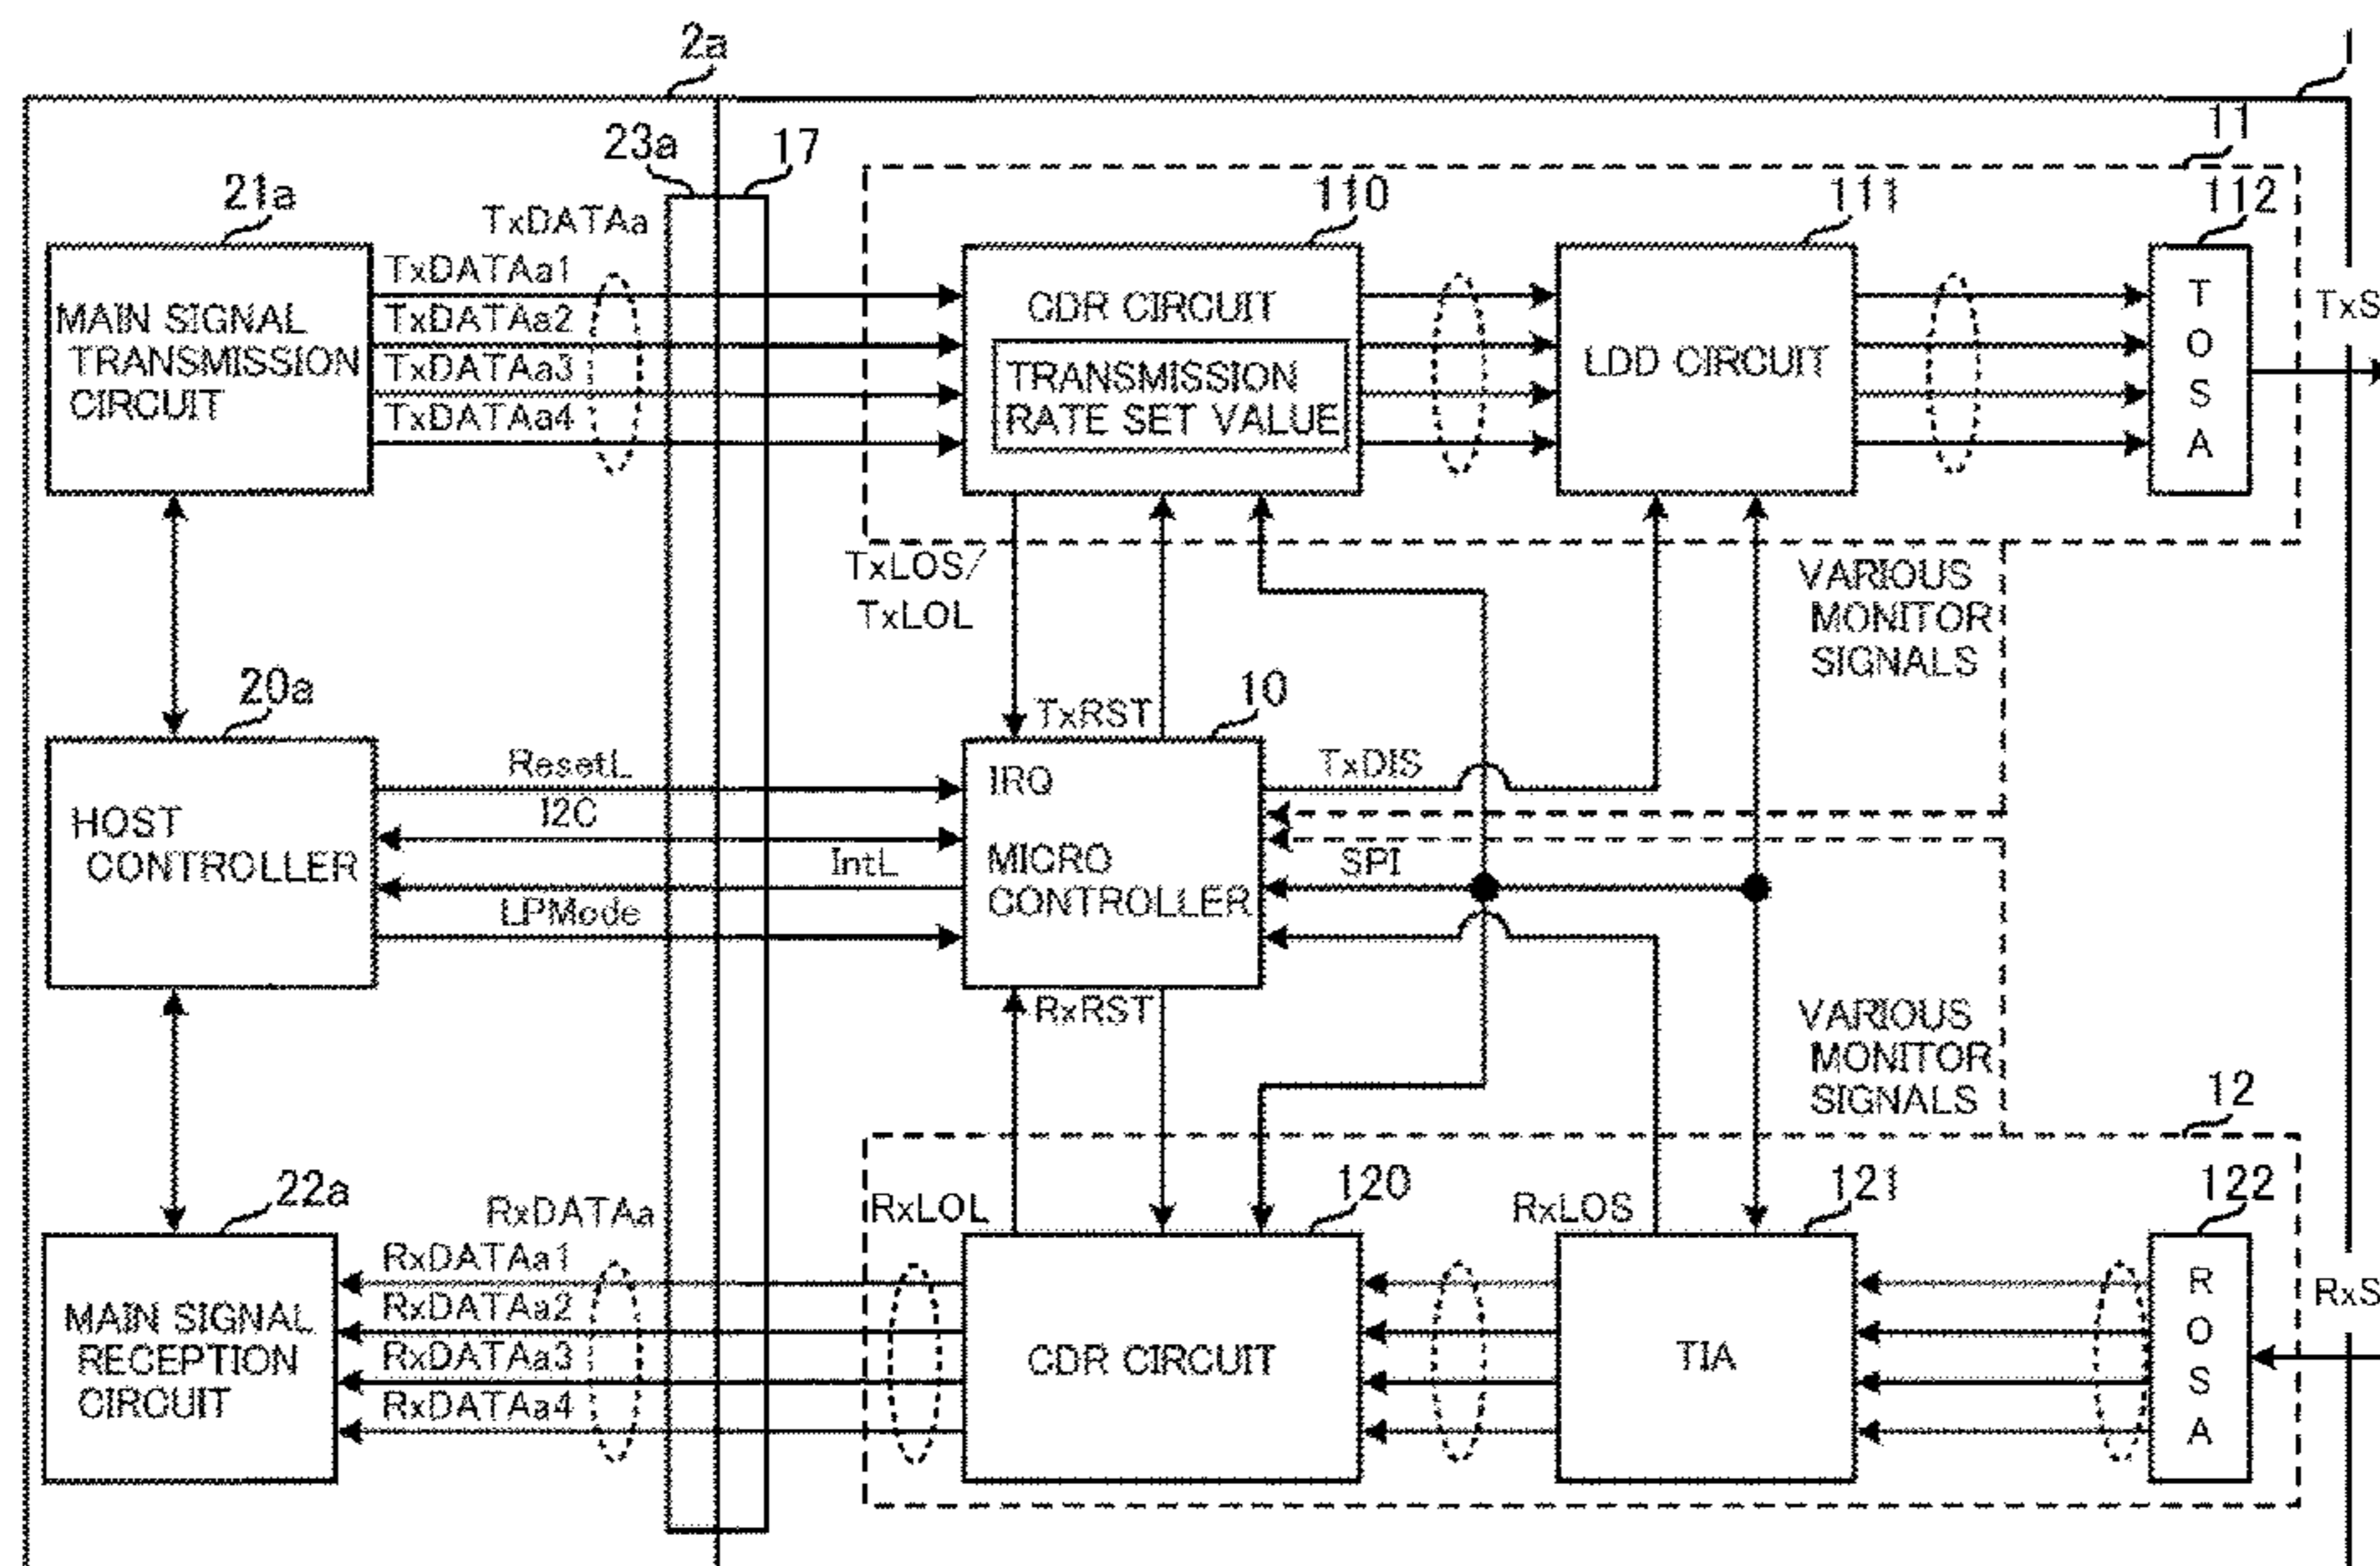 2a
1
11
23a
17
21a
TxDATAa
110
111
112
TxDATAa1
TxDATAa2
TxDATAa3
TxDATAa4
MAIN SIGNAL
TRANSMISSION
CIRCUIT
CDR CIRCUIT
TRANSMISSION
RATE SET VALUE
LDD CIRCUIT
T
O
S
A
TxS
TxLOS/
TxLOL
VARIOUS
MONITOR
SIGNALS
20a
10
TxRST
HOST
CONTROLLER
ResetL
I2C
IntL
LPMode
IRQ
MICRO
CONTROLLER
TxDIS
SPI
RxRST
VARIOUS
MONITOR
SIGNALS
12
22a
RxDATAa
RxLOL
120
RxLOS
121
122
MAIN SIGNAL
RECEPTION
CIRCUIT
RxDATAa1
RxDATAa2
RxDATAa3
RxDATAa4
CDR CIRCUIT
TIA
R
O
S
A
RxS